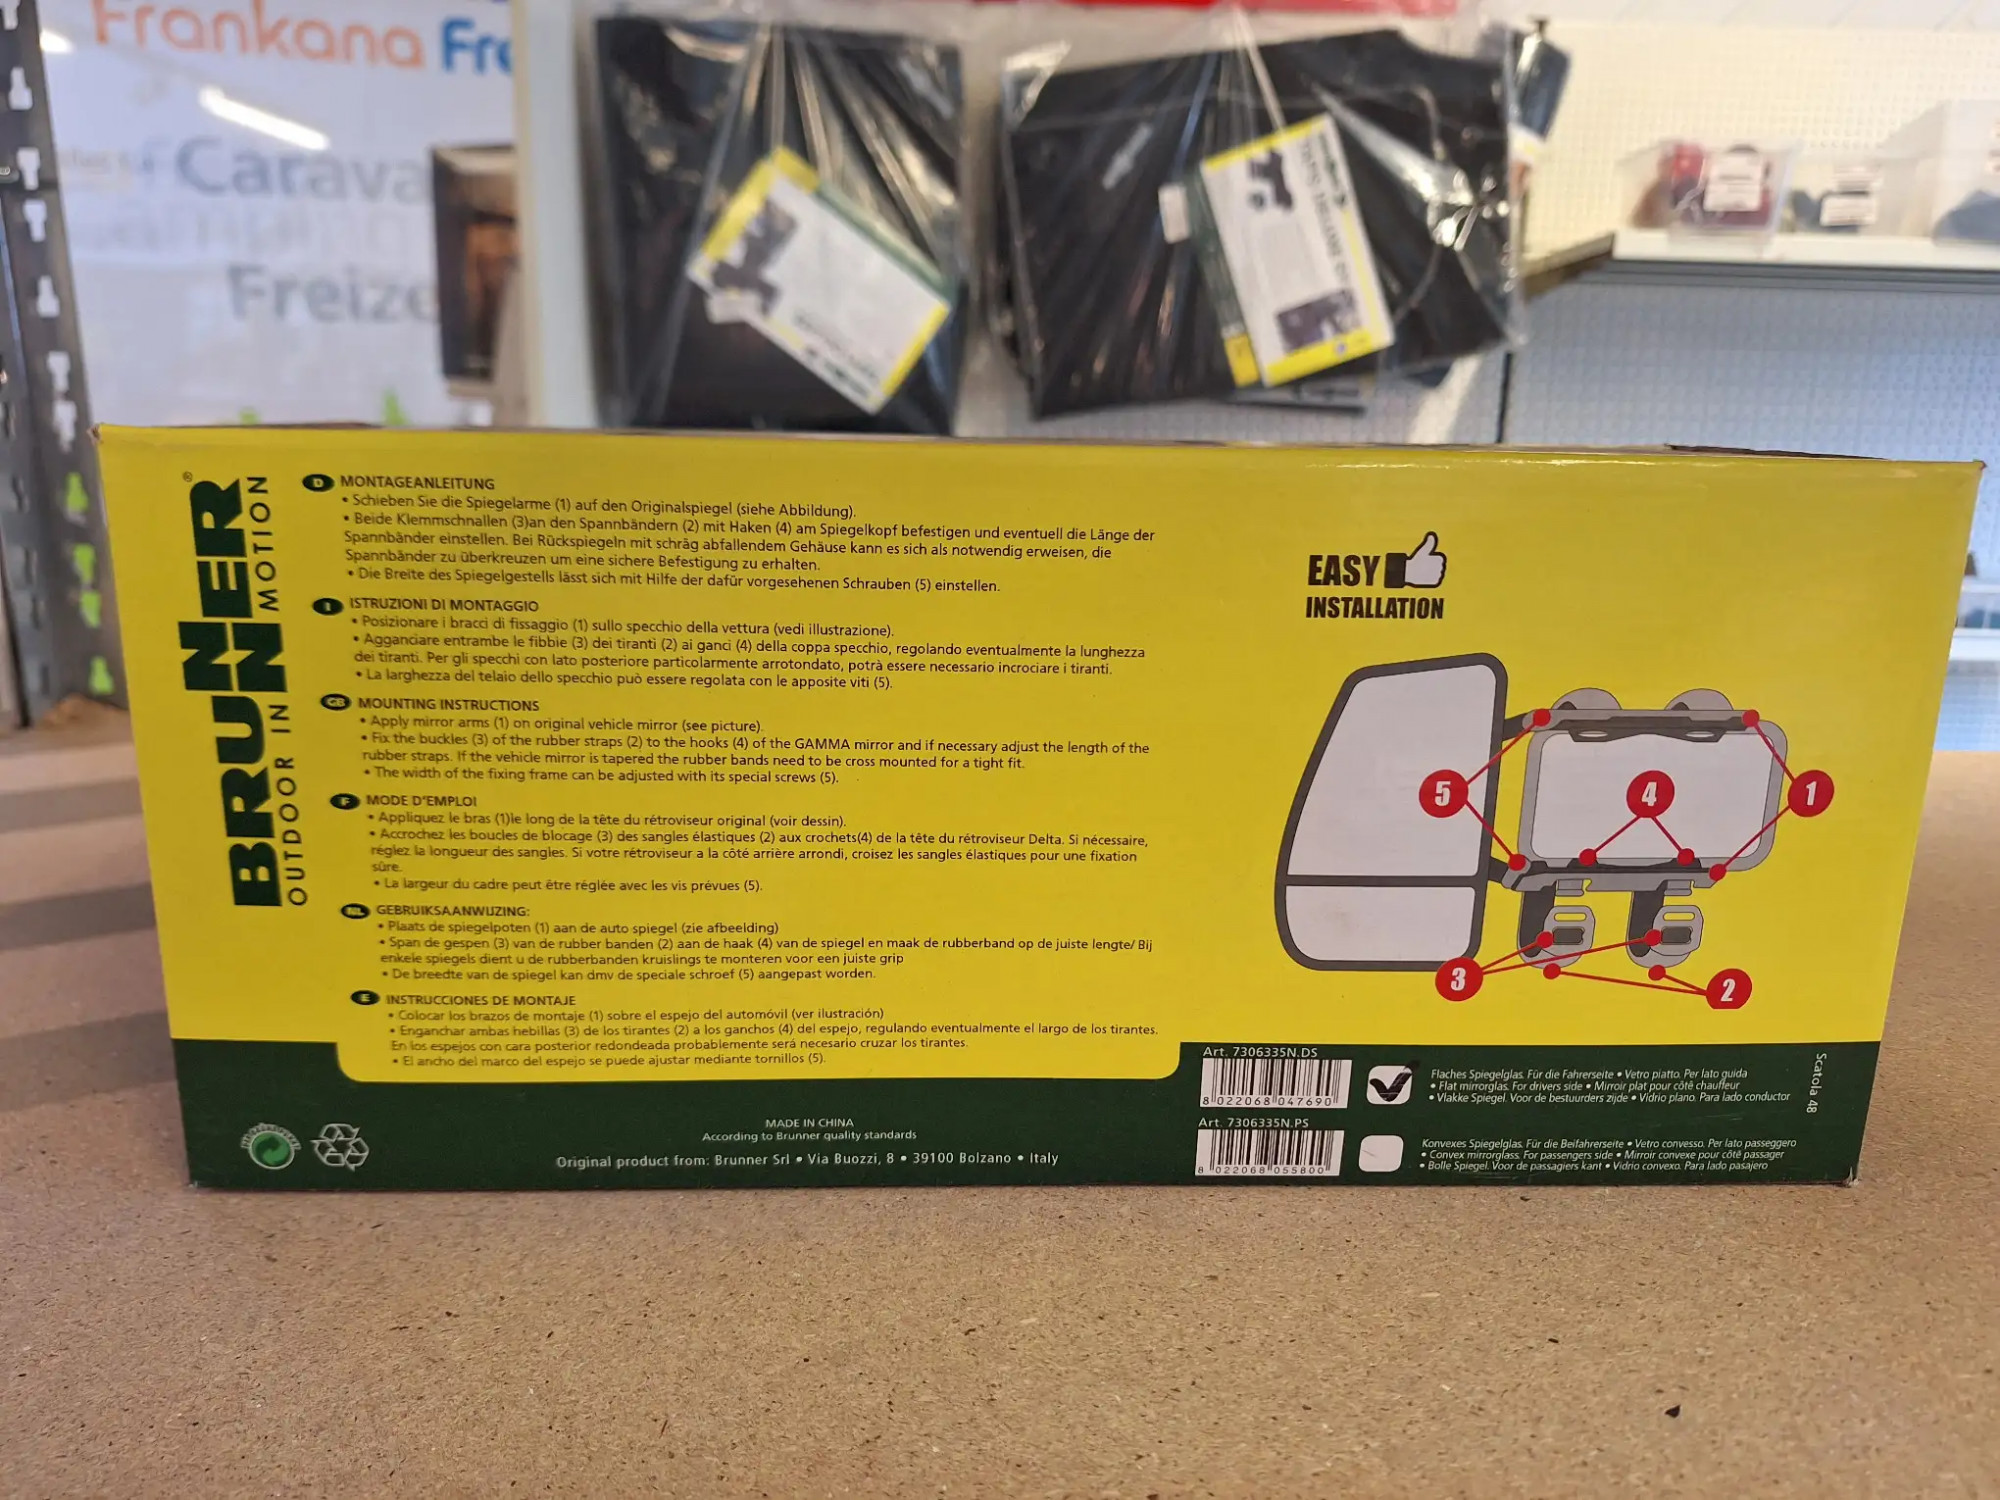 Frankana Fre
Carava
Freize
BRUNNER®
OUTDOOR IN MOTION
D MONTAGEANLEITUNG
• Schieben Sie die Spiegelarme (1) auf den Originalspiegel (siehe Abbildung).
• Beide Klemmschnallen (3)an den Spannbändern (2) mit Haken (4) am Spiegelkopf befestigen und eventuell die Länge der
Spannbänder einstellen. Bei Rückspiegeln mit schräg abfallendem Gehäuse kann es sich als notwendig erweisen, die
Spannbänder zu überkreuzen um eine sichere Befestigung zu erhalten.
• Die Breite des Spiegelgestells lässt sich mit Hilfe der dafür vorgesehenen Schrauben (5) einstellen.
I ISTRUZIONI DI MONTAGGIO
• Posizionare i bracci di fissaggio (1) sullo specchio della vettura (vedi illustrazione).
• Agganciare entrambe le fibbie (3) dei tiranti (2) ai ganci (4) della coppa specchio, regolando eventualmente la lunghezza
dei tiranti. Per gli specchi con lato posteriore particolarmente arrotondato, potrà essere necessario incrociare i tiranti.
• La larghezza del telaio dello specchio può essere regolata con le apposite viti (5).
GB MOUNTING INSTRUCTIONS
• Apply mirror arms (1) on original vehicle mirror (see picture).
• Fix the buckles (3) of the rubber straps (2) to the hooks (4) of the GAMMA mirror and if necessary adjust the length of the
rubber straps. If the vehicle mirror is tapered the rubber bands need to be cross mounted for a tight fit.
• The width of the fixing frame can be adjusted with its special screws (5).
F MODE D'EMPLOI
• Appliquez le bras (1)le long de la tête du rétroviseur original (voir dessin).
• Accrochez les boucles de blocage (3) des sangles élastiques (2) aux crochets(4) de la tête du rétroviseur Delta. Si nécessaire,
réglez la longueur des sangles. Si votre rétroviseur a la côté arrière arrondi, croisez les sangles élastiques pour une fixation
sûre.
• La largeur du cadre peut être réglée avec les vis prévues (5).
NL GEBRUIKSAANWIJZING:
• Plaats de spiegelpoten (1) aan de auto spiegel (zie afbeelding)
• Span de gespen (3) van de rubber banden (2) aan de haak (4) van de spiegel en maak de rubberband op de juiste lengte/ Bij
enkele spiegels dient u de rubberbanden kruislings te monteren voor een juiste grip
• De breedte van de spiegel kan dmv de speciale schroef (5) aangepast worden.
E INSTRUCCIONES DE MONTAJE
• Colocar los brazos de montaje (1) sobre el espejo del automóvil (ver ilustración)
• Enganchar ambas hebillas (3) de los tirantes (2) a los ganchos (4) del espejo, regulando eventualmente el largo de los tirantes.
En los espejos con cara posterior redondeada probablemente será necesario cruzar los tirantes.
• El ancho del marco del espejo se puede ajustar mediante tornillos (5).
EASY
INSTALLATION
5 4 1
3 2
MADE IN CHINA
According to Brunner quality standards
Original product from: Brunner Srl • Via Buozzi, 8 • 39100 Bolzano • Italy
Art. 7306335N.DS
8 022068 047690
Flaches Spiegelglas. Für die Fahrerseite • Vetro piatto. Per lato guida
• Flat mirrorglas. For drivers side • Mirroir plat pour côté chauffeur
• Vlakke Spiegel. Voor de bestuurders zijde • Vidrio plano. Para lado conductor
Art. 7306335N.PS
8 022068 055800
Konvexes Spiegelglas. Für die Beifahrerseite • Vetro convesso. Per lato passeggero
• Convex mirrorglass. For passengers side • Mirroir convexe pour côté passager
• Bolle Spiegel. Voor de passagiers kant • Vidrio convexo. Para lado pasajero
Scatola 48